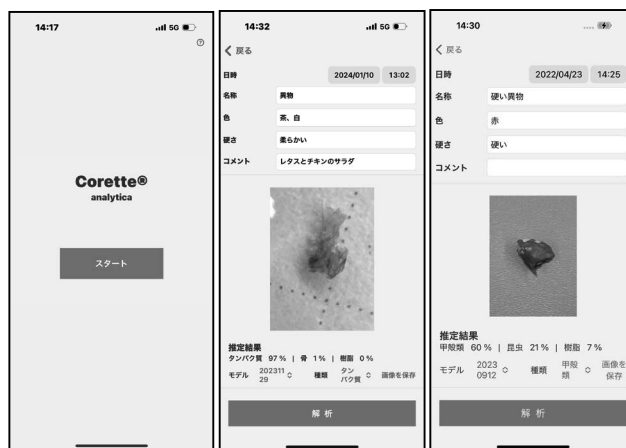 14:17
5G
?
Corette®
analytica
スタート
14:32
5G
戻る
日時 2024/01/10 13:02
名称 異物
色 茶、白
硬さ 柔らかい
コメント レタスとチキンのサラダ
推定結果
タンパク質 97% | 骨 1% | 樹脂 0%
モデル 202311
29 種類 タン
パク質 画像を保存
解析
14:30
戻る
日時 2022/04/23 14:25
名称 硬い異物
色 赤
硬さ 硬い
コメント
推定結果
甲殻類 60% | 昆虫 21% | 樹脂 7%
モデル 2023
0912 種類 甲殻
類 画像を
保存
解析